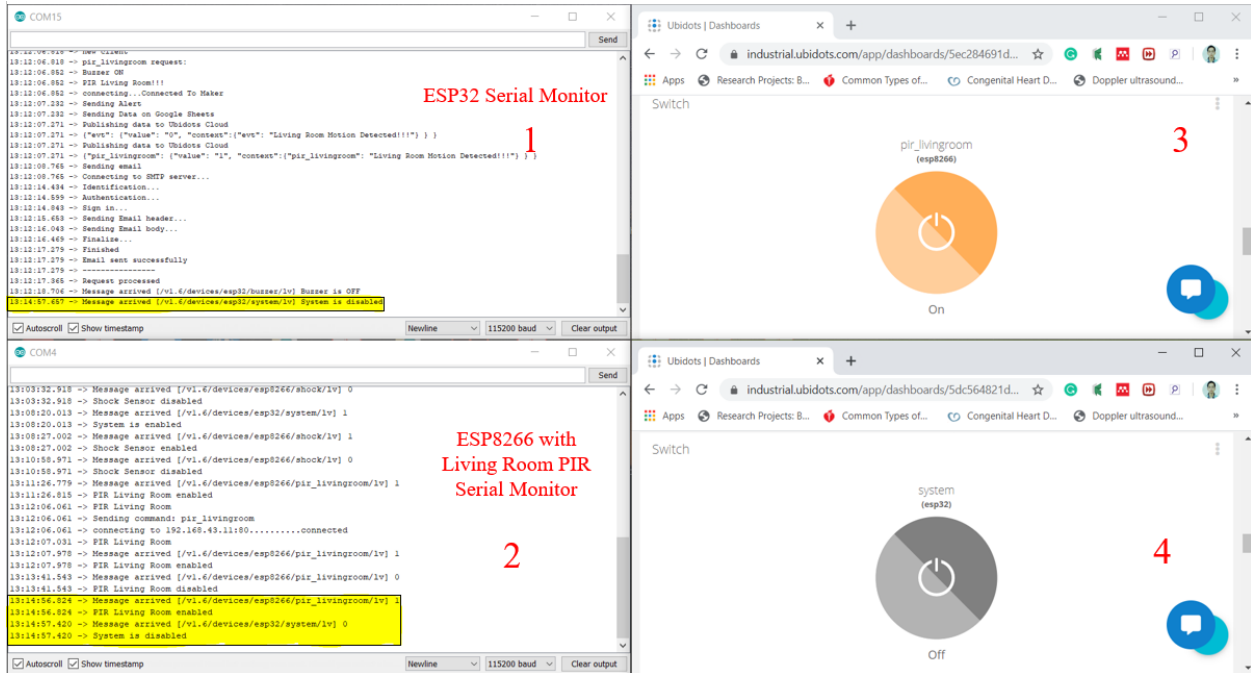 COM15
Send
13:12:06.818 -> new client
13:12:06.818 -> pir_livingroom request:
13:12:06.852 -> Buzzer ON
13:12:06.852 -> PIR Living Room!!!
13:12:06.852 -> connecting...Connected To Maker
13:12:07.232 -> Sending Alert
13:12:07.232 -> Sending Data on Google Sheets
13:12:07.271 -> Publishing data to Ubidots Cloud
13:12:07.271 -> {"evt": {"value": "0", "context":{"evt": "Living Room Motion Detected!!!"} } }
13:12:07.271 -> Publishing data to Ubidots Cloud
13:12:07.271 -> {"pir_livingroom": {"value": "1", "context":{"pir_livingroom": "Living Room Motion Detected!!!"} } }
13:12:08.765 -> Sending email
13:12:08.765 -> Connecting to SMTP server...
13:12:14.434 -> Identification...
13:12:14.599 -> Authentication...
13:12:14.843 -> Sign in...
13:12:15.653 -> Sending Email header...
13:12:16.043 -> Sending Email body...
13:12:16.469 -> Finalize...
13:12:17.279 -> Finished
13:12:17.279 -> Email sent successfully
13:12:17.279 -> ----------------
13:12:17.365 -> Request processed
13:12:18.706 -> Message arrived [/v1.6/devices/esp32/buzzer/lv] Buzzer is OFF
13:14:57.657 -> Message arrived [/v1.6/devices/esp32/system/lv] System is disabled
ESP32 Serial Monitor
1
Autoscroll Show timestamp Newline 115200 baud Clear output
Ubidots | Dashboards
industrial.ubidots.com/app/dashboards/5ec284691d...
Apps Research Projects: B... Common Types of... Congenital Heart D... Doppler ultrasound... »
Switch
3
pir_livingroom
(esp8266)
On
COM4
Send
13:03:32.918 -> Message arrived [/v1.6/devices/esp8266/shock/lv] 0
13:03:32.918 -> Shock Sensor disabled
13:08:20.013 -> Message arrived [/v1.6/devices/esp32/system/lv] 1
13:08:20.013 -> System is enabled
13:08:27.002 -> Message arrived [/v1.6/devices/esp8266/shock/lv] 1
13:08:27.002 -> Shock Sensor enabled
13:10:58.971 -> Message arrived [/v1.6/devices/esp8266/shock/lv] 0
13:10:58.971 -> Shock Sensor disabled
13:11:26.779 -> Message arrived [/v1.6/devices/esp8266/pir_livingroom/lv] 1
13:11:26.815 -> PIR Living Room enabled
13:12:06.061 -> PIR Living Room
13:12:06.061 -> Sending command: pir_livingroom
13:12:06.061 -> connecting to 192.168.43.11:80..........connected
13:12:07.031 -> PIR Living Room
13:12:07.978 -> Message arrived [/v1.6/devices/esp8266/pir_livingroom/lv] 1
13:12:07.978 -> PIR Living Room enabled
13:13:41.543 -> Message arrived [/v1.6/devices/esp8266/pir_livingroom/lv] 0
13:13:41.543 -> PIR Living Room disabled
13:14:56.824 -> Message arrived [/v1.6/devices/esp8266/pir_livingroom/lv] 1
13:14:56.824 -> PIR Living Room enabled
13:14:57.420 -> Message arrived [/v1.6/devices/esp32/system/lv] 0
13:14:57.420 -> System is disabled
ESP8266 with
Living Room PIR
Serial Monitor
2
Autoscroll Show timestamp Newline 115200 baud Clear output
Ubidots | Dashboards
industrial.ubidots.com/app/dashboards/5dc564821d...
Apps Research Projects: B... Common Types of... Congenital Heart D... Doppler ultrasound... »
Switch
system
(esp32)
4
Off